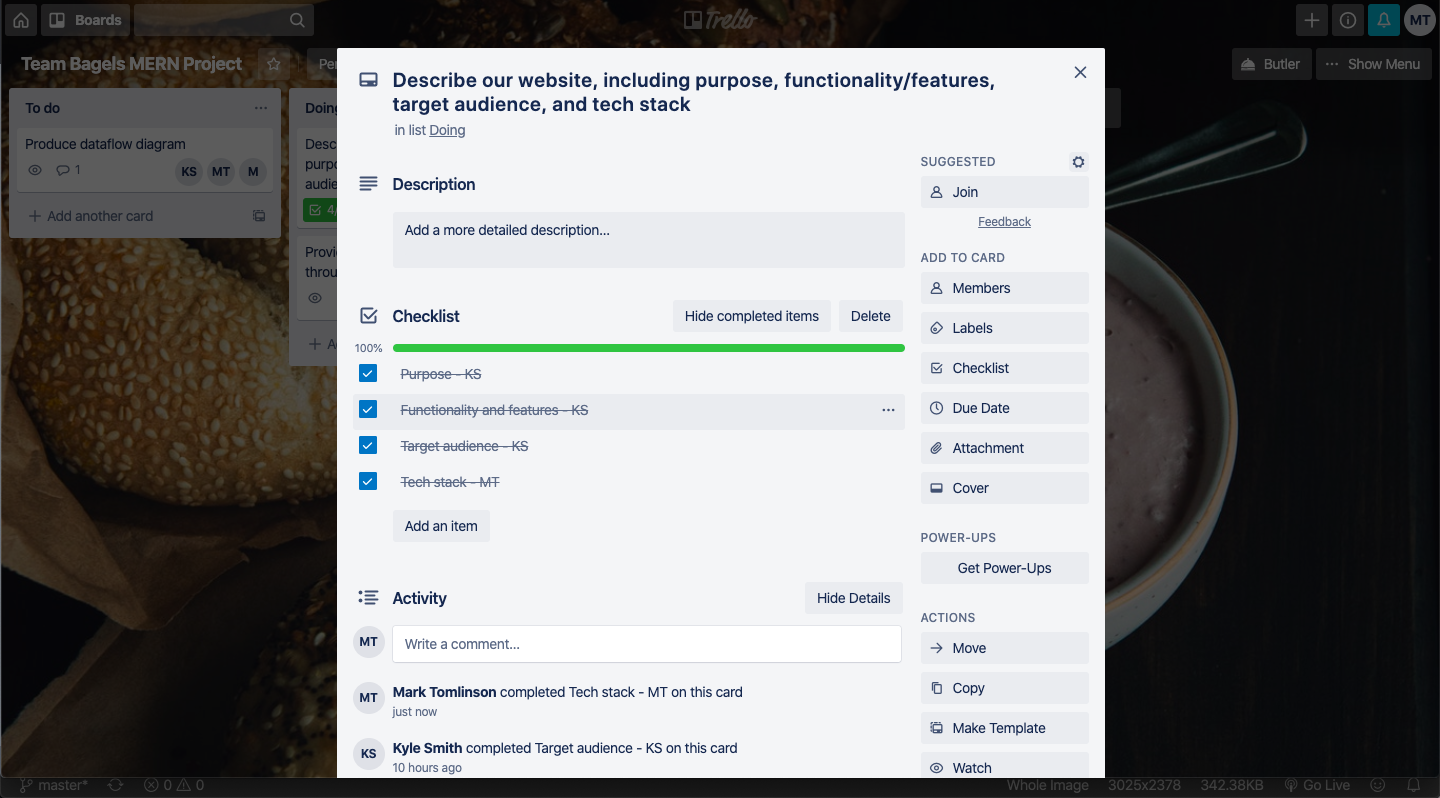 Boards
Trello
MT
Team Bagels MERN Project
Per
Butler
Show Menu
To do
Produce dataflow diagram
1
KS MT M
Add another card
Doing
Desc
purpo
audie
4/
Provi
throu
Describe our website, including purpose, functionality/features,
target audience, and tech stack
in list Doing
Description
Add a more detailed description...
Checklist
Hide completed items
Delete
100%
Purpose - KS
Functionality and features - KS
Target audience - KS
Tech stack - MT
Add an item
Activity
Hide Details
MT
Write a comment...
MT
Mark Tomlinson completed Tech stack - MT on this card
just now
KS
Kyle Smith completed Target audience - KS on this card
10 hours ago
SUGGESTED
Join
Feedback
ADD TO CARD
Members
Labels
Checklist
Due Date
Attachment
Cover
POWER-UPS
Get Power-Ups
ACTIONS
Move
Copy
Make Template
Watch
master*
0
0
Whole Image
3025x2378
342.38KB
Go Live